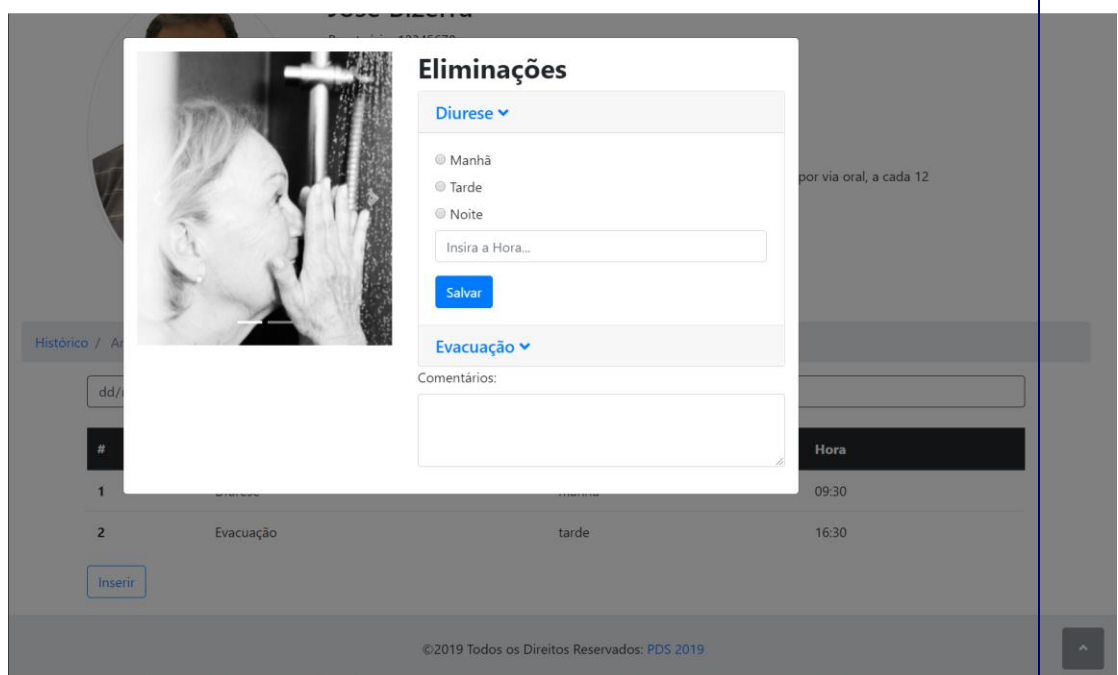 Eliminações
Diurese
Manhã
Tarde
Noite
Insira a Hora...
Salvar
Evacuação
Comentários:
por via oral, a cada 12
Histórico /
dd/
# Hora
1 09:30
2 Evacuação tarde 16:30
Inserir
©2019 Todos os Direitos Reservados: PDS 2019